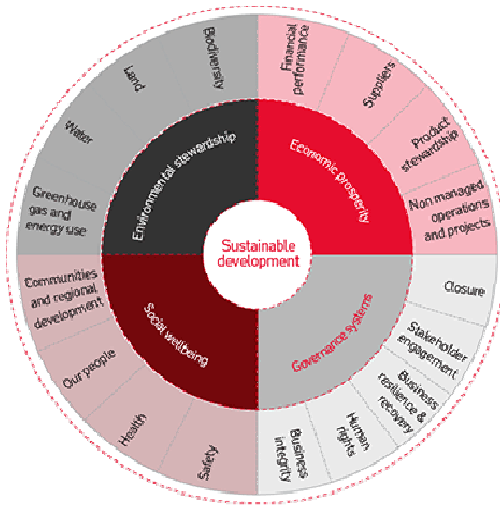 Sustainable
development
Environmental stewardship
Economic prosperity
Governance systems
Social wellbeing
Financial
performance
Suppliers
Product
stewardship
Non managed
operations
and projects
Closure
Stakeholder
engagement
Business
resilience &
recovery
Human
rights
Business
integrity
Safety
Health
Our people
Communities
and regional
development
Greenhouse
gas and
energy use
Water
Land
Biodiversity